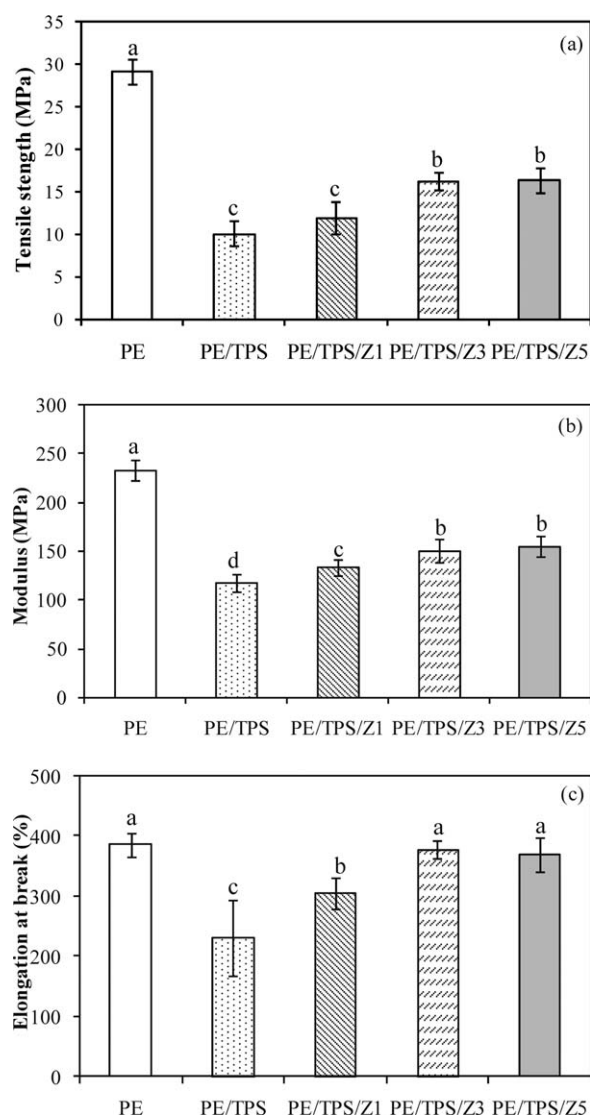 (a)
Tensile stength (MPa)
35
30
25
20
15
10
5
0
a
c
c
b
b
PE PE/TPS PE/TPS/Z1 PE/TPS/Z3 PE/TPS/Z5
(b)
Modulus (MPa)
300
250
200
150
100
50
0
a
d
c
b
b
PE PE/TPS PE/TPS/Z1 PE/TPS/Z3 PE/TPS/Z5
(c)
Elongation at break (%)
500
400
300
200
100
0
a
c
b
a
a
PE PE/TPS PE/TPS/Z1 PE/TPS/Z3 PE/TPS/Z5